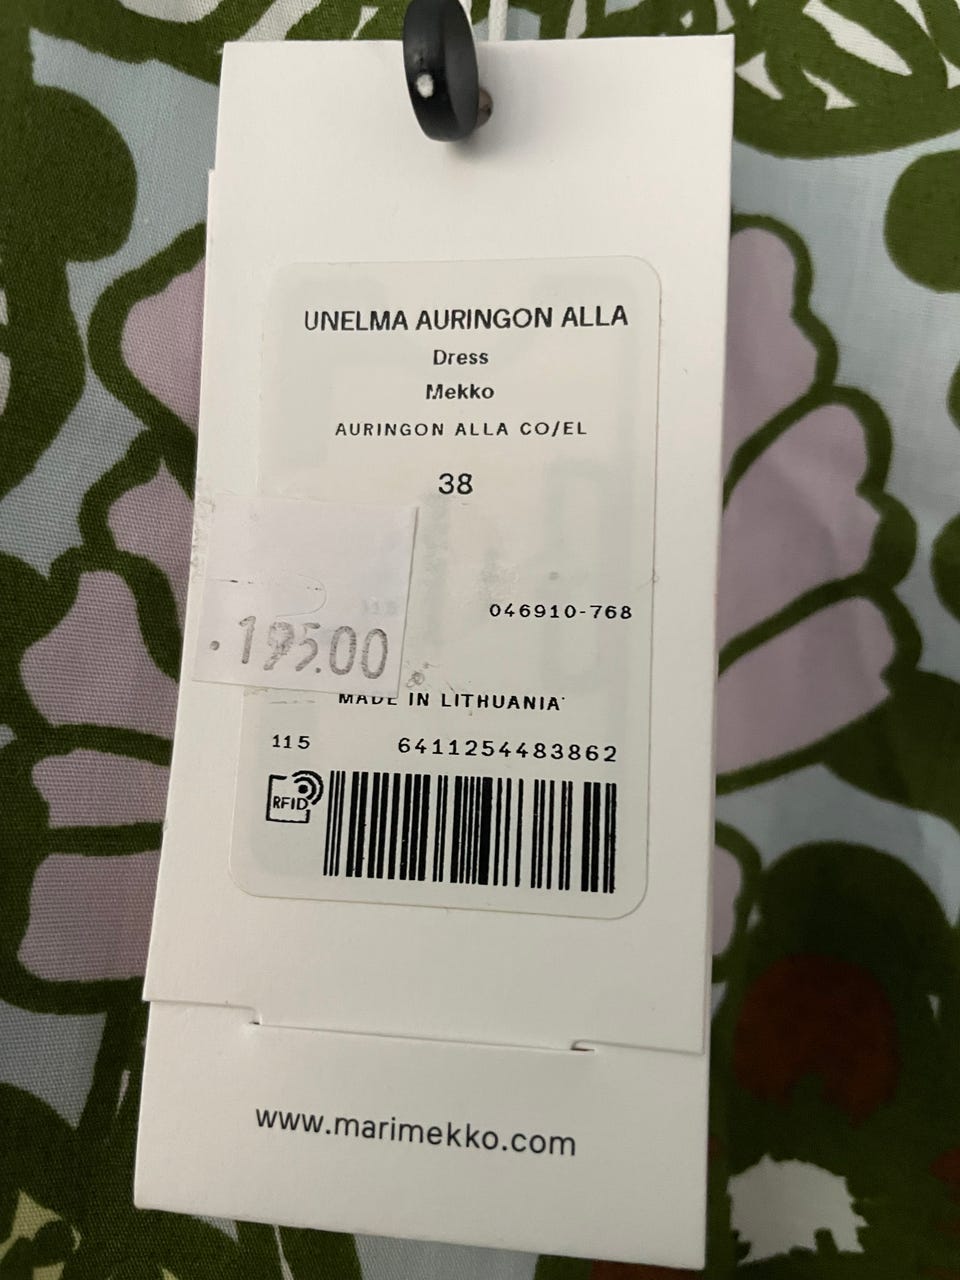 UNELMA AURINGON ALLA
Dress
Mekko
AURINGON ALLA CO/EL
38
115
046910-768
.195.00
MADE IN LITHUANIA
115 6411254483862
RFID
www.marimekko.com